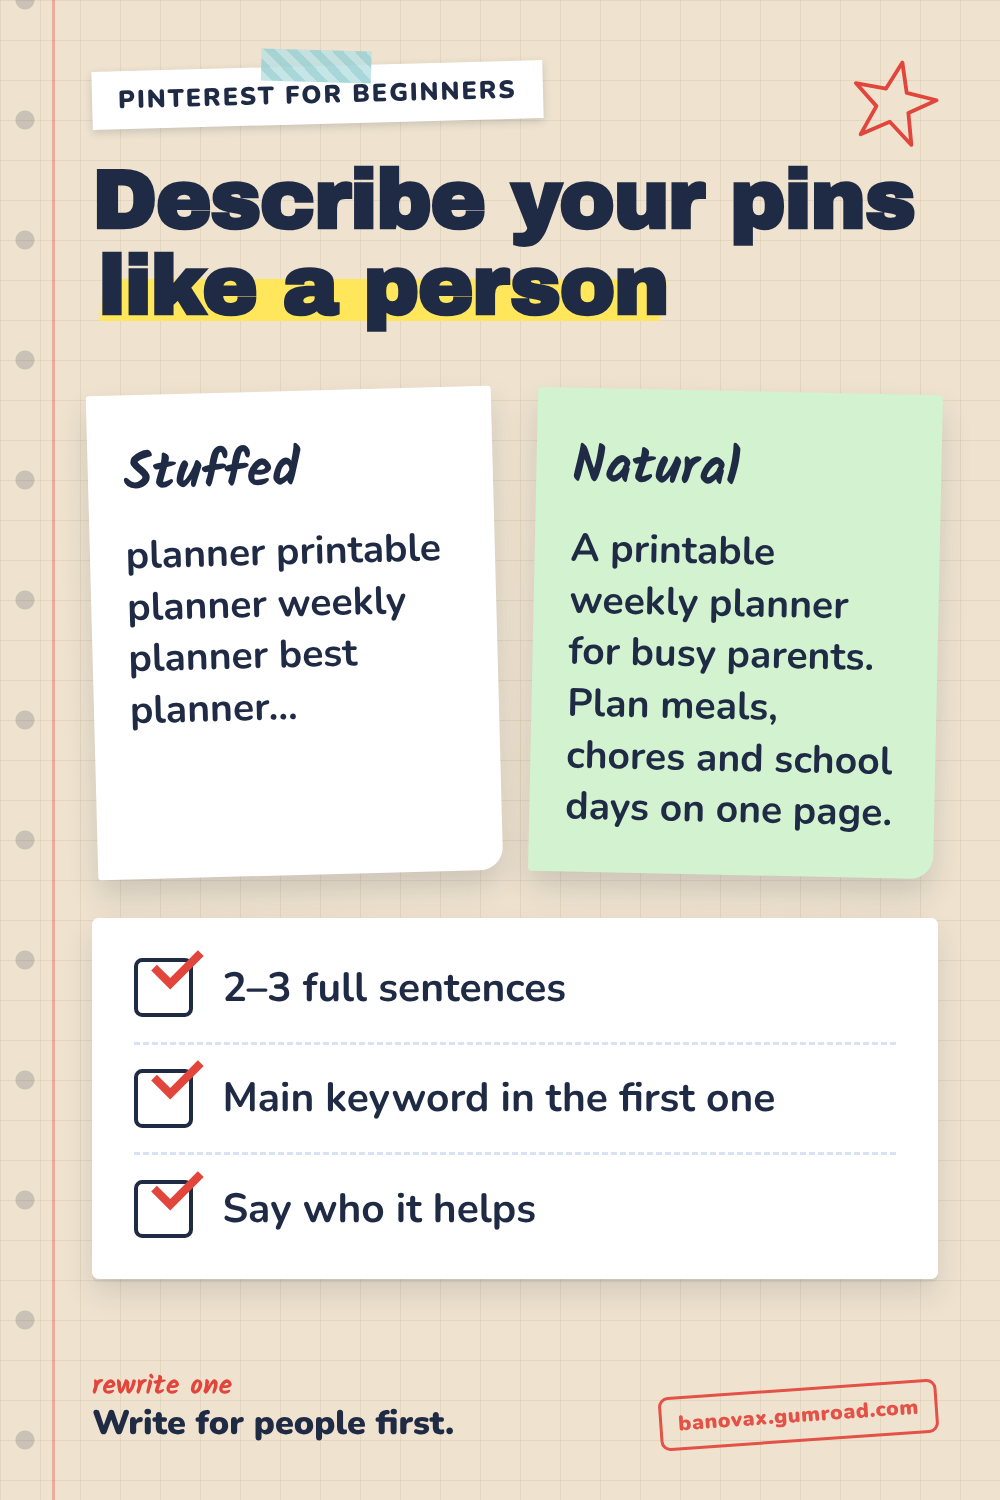 PINTEREST FOR BEGINNERS
Describe your pins
like a person
Stuffed
planner printable
planner weekly
planner best
planner...
Natural
A printable
weekly planner
for busy parents.
Plan meals,
chores and school
days on one page.
2–3 full sentences
Main keyword in the first one
Say who it helps
rewrite one
Write for people first.
banovax.gumroad.com